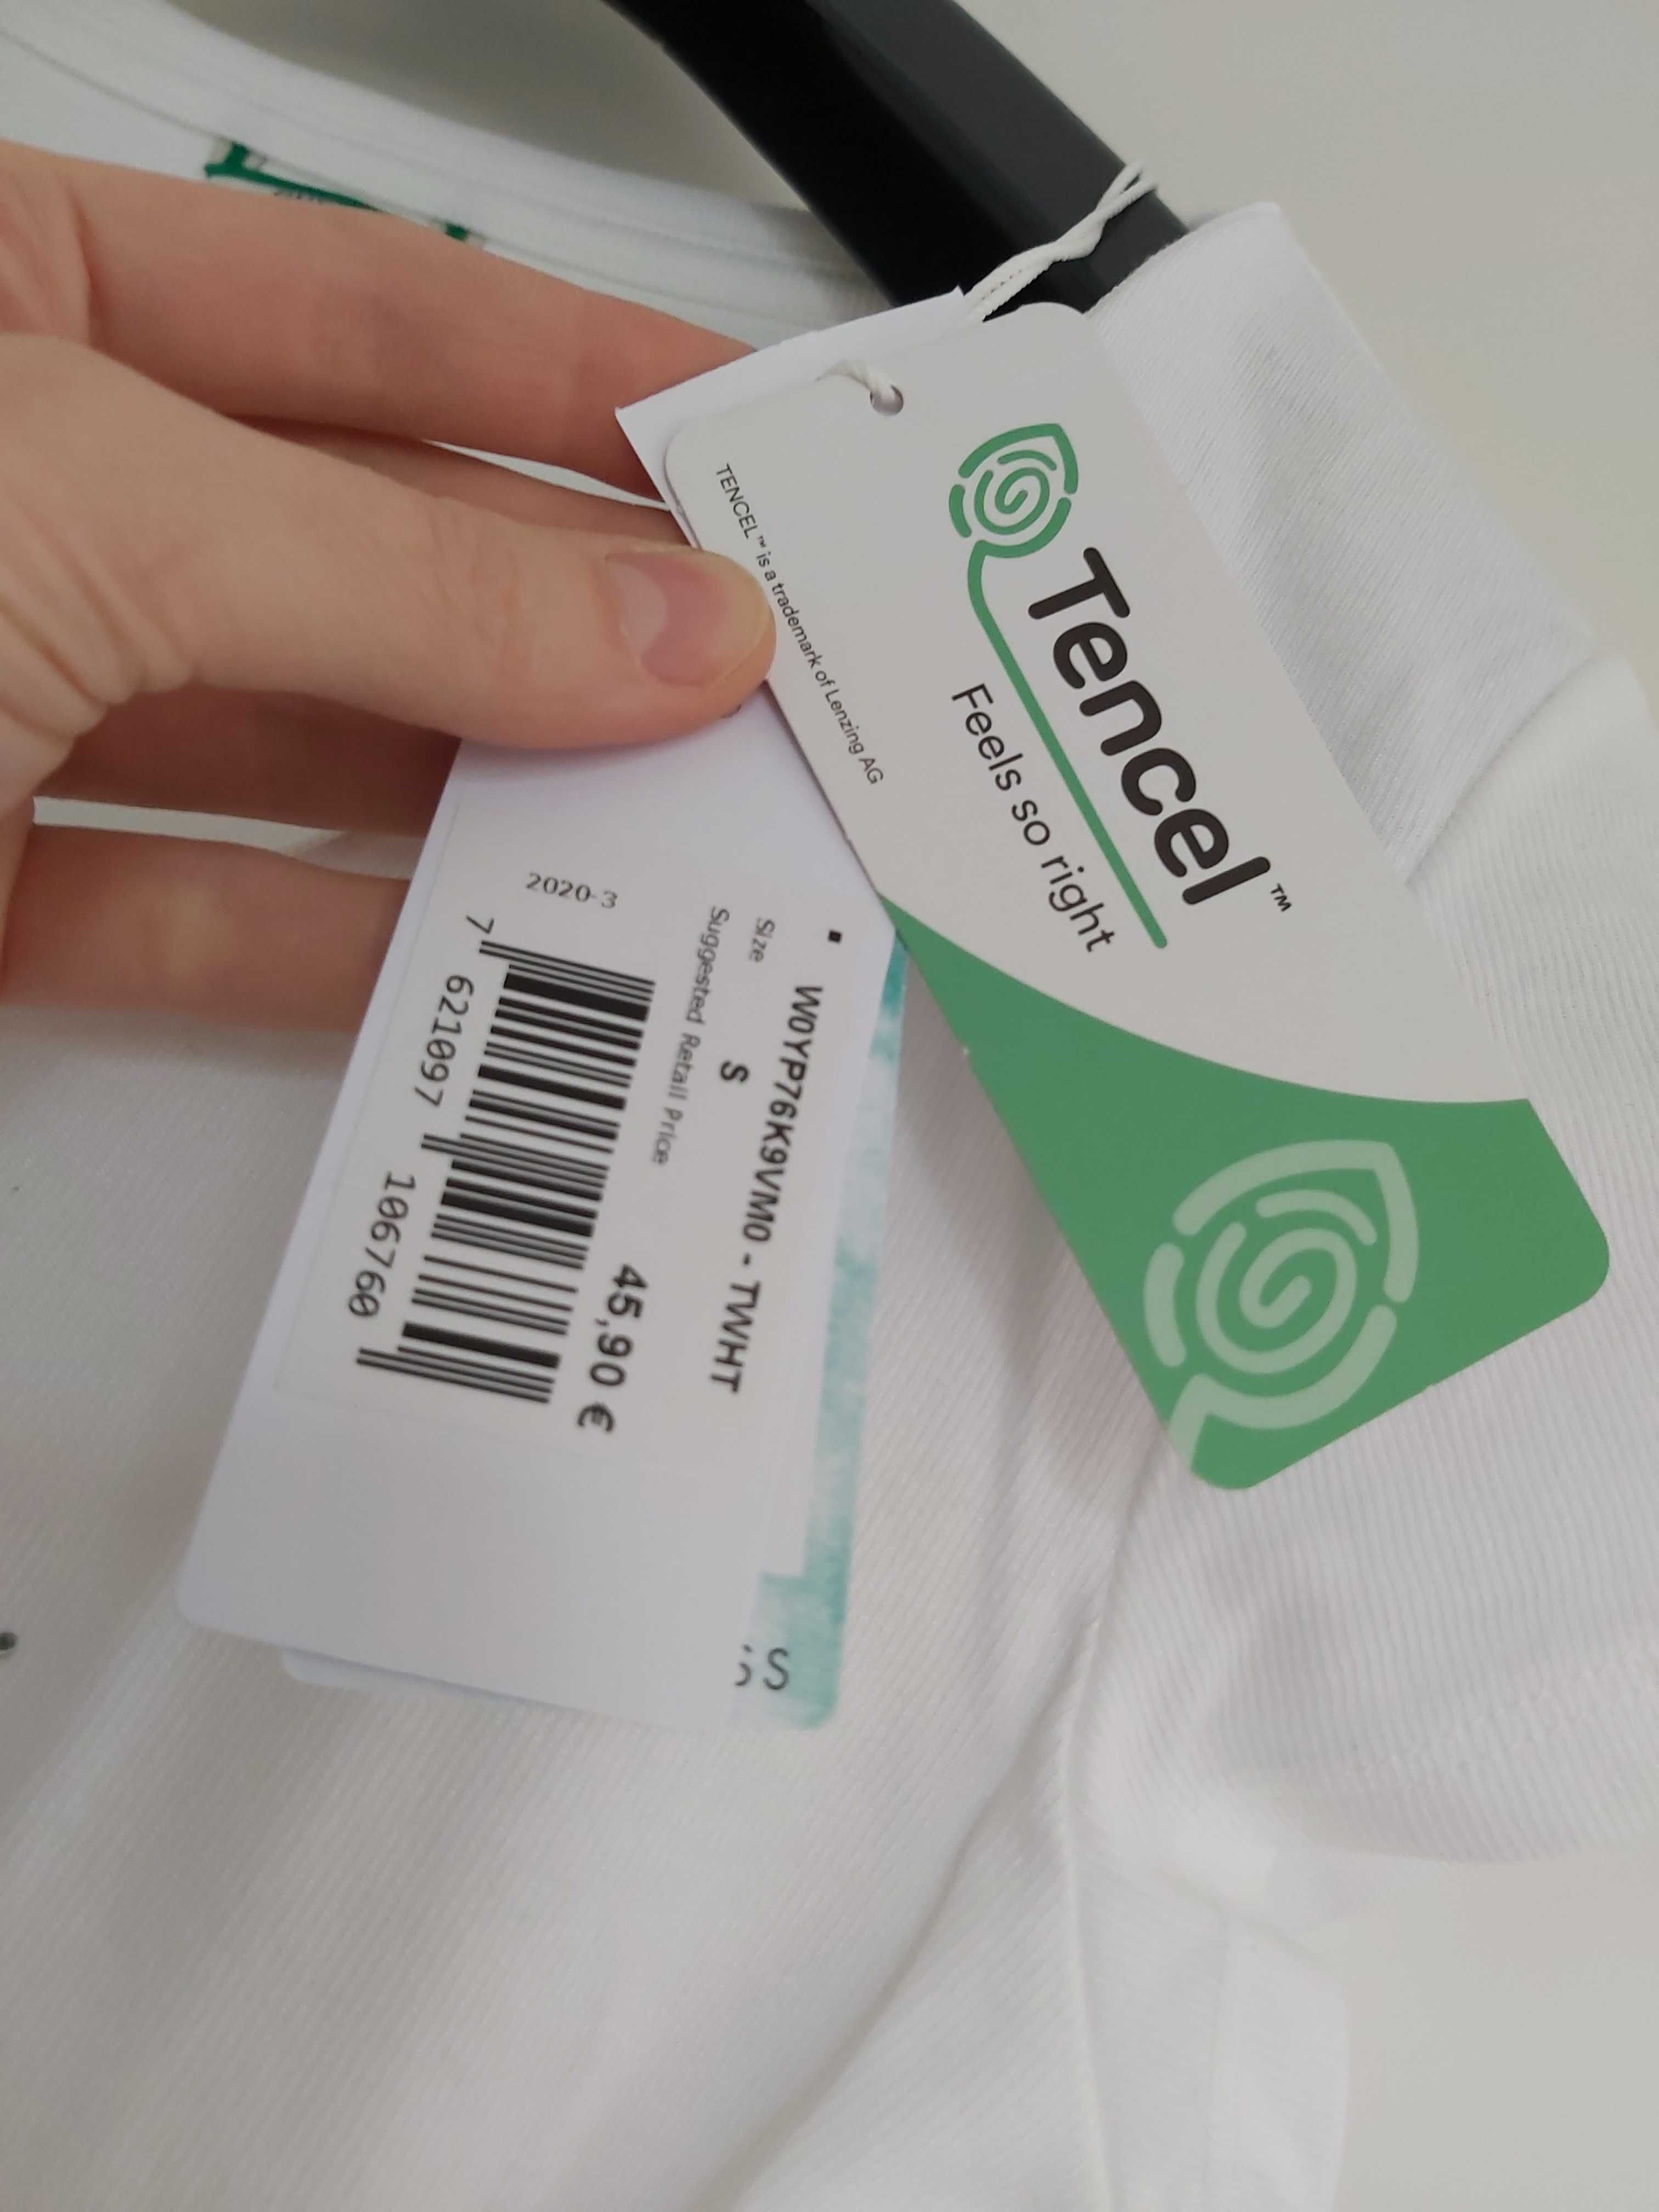 Tencel™
Feels so right
TENCEL™ is a trademark of Lenzing AG
W0YP76K9VM0 - TWHT
Size S
Suggested Retail Price
45,90 €
2020-3
7 621097 106760
S